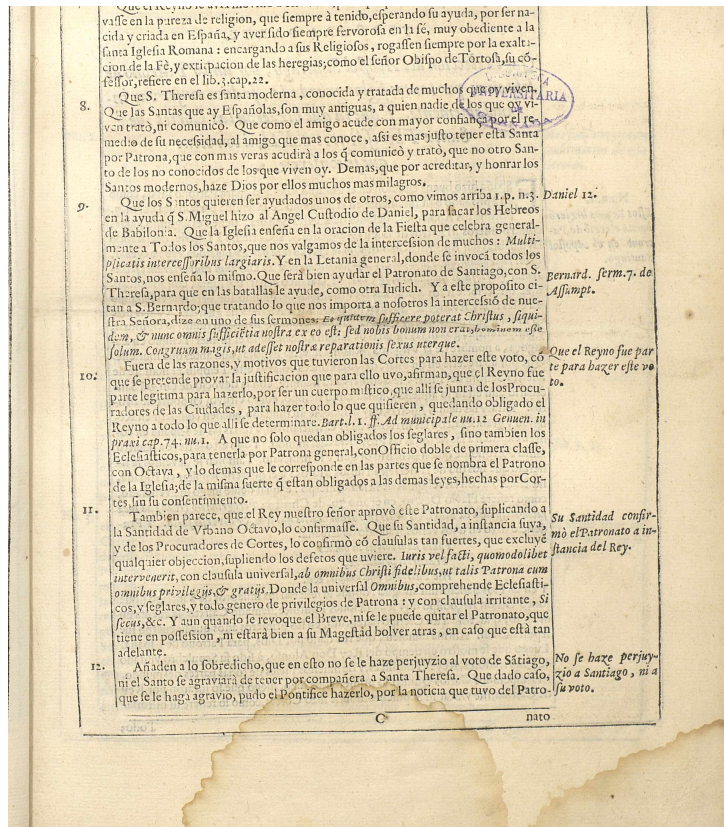 Que el Reyno
vasse en la pureza de religion, que siempre à tenido, esperando su ayuda, por ser na-
cida y criada en España, y aver sido siempre fervorosa en la fé, muy obediente a la
santa Iglesia Romana : encargando a sus Religiosos, rogassen siempre por la exalta-
cion de la Fè, y extirpacion de las heregias; como el señor Obispo de Tortosa, su cõ-
fessor, refiere en el lib. 3. cap. 22.
8. Que S. Theresa es santa moderna , conocida y tratada de muchos que oy viven.
Que las Santas que ay Españolas, son muy antiguas, a quien nadie de los que oy vi-
ven tratò, ni comunicò. Que como el amigo acude con mayor confiança por el re-
medio de su necessidad, al amigo que mas conoce , assi es mas justo tener esta Santa
por Patrona, que con mas veras acudirà a los q̃ comunicò y tratò, que no otro San-
to de los no conocidos de los que viven oy. Demas, que por acreditar, y honrar los
Santos modernos, haze Dios por ellos muchos mas milagros.
9. Que los Santos quieren ser ayudados unos de otros, como vimos arriba 1. p. n. 3.
Daniel 12.
en la ayuda q̃ S. Miguel hizo al Angel Custodio de Daniel, para sacar los Hebreos
de Babilonia. Que la Iglesia enseña en la oracion de la Fiesta que celebra general-
mente a Todos los Santos, que nos valgamos de la intercession de muchos : Multi-
plicatis intercessoribus largiaris. Y en la Letania general, donde se invocã todos los
Santos, nos enseña lo mismo. Que serà bien ayudar el Patronato de Santiago, con S.
Theresa, para que en las batallas le ayude, como otra Iudich. Y a este proposito ci-
tan a S. Bernardo; que tratando lo que nos importa a nosotros la intercessiõ de nue-
stra Señora, dize en uno de sus sermones. Eo quidem sufficere poterat Christus , siqui-
dem, & nunc omnis sufficiẽtia nostra ex eo est: sed nobis bonum non erat, hominem esse
solum. Congruum magis, ut adesset nostræ reparationis sexus uterque.
Bernard. serm. 7. de
Assumpt.
10. Fuera de las razones, y motivos que tuvieron las Cortes para hazer este voto, cõ
que se pretende provar la justificacion que para ello uvo, afirman, que el Reyno fue
parte legitima para hazerlo, por ser un cuerpo mistico, que alli se junta de los Procu-
radores de las Ciudades , para hazer todo lo que quisieren , quedando obligado el
Reyno a todo lo que alli se determinare. Bart. l. 1. ff. Ad municipale nu. 12 Genuen. in
praxi cap. 74. nu. 1. A que no solo quedan obligados los seglares , sino tambien los
Eclesiasticos, para tenerla por Patrona general, con Officio doble de primera classe,
con Octava , y lo demas que le corresponde en las partes que se nombra el Patrono
de la Iglesia; de la misma suerte q̃ estan obligados a las demas leyes, hechas por Cor-
tes, sin su consentimiento.
Que el Reyno fue par
te para hazer este vo
to.
11. Tambien parece, que el Rey nuestro señor aprovò este Patronato, suplicando a
la Santidad de Vrbano Octavo, lo confirmasse. Que su Santidad, a instancia suya,
y de los Procuradores de Cortes, lo confirmò cõ clausulas tan fuertes, que excluyẽ
qualquier objeccion, supliendo los defetos que uviere. Iuris vel facti, quomodolibet
intervenerit, con clausula universal, ab omnibus Christi fidelibus, ut talis Patrona cum
omnibus privilegijs, & gratijs. Donde la universal Omnibus, comprehende Eclesiasti-
cos, y seglares, y todo genero de privilegios de Patrona : y con clausula irritante, Si
secus, &c. Y aun quando se revoque el Breve, ni se le puede quitar el Patronato, que
tiene en possession , ni estarà bien a su Magestad bolver atras , en caso que està tan
adelante.
Su Santidad confir-
mò el Patronato a in-
stancia del Rey.
12. Añaden a lo sobredicho, que en esto no se le haze perjuyzio al voto de Sãtiago,
ni el Santo se agraviarà de tener por compañera a Santa Theresa. Que dado caso,
que se le haga agravio, pudo el Pontifice hazerlo, por la noticia que tuvo del Patro-
No se haze perjuy-
zio a Santiago , ni a
su voto.
C
nato